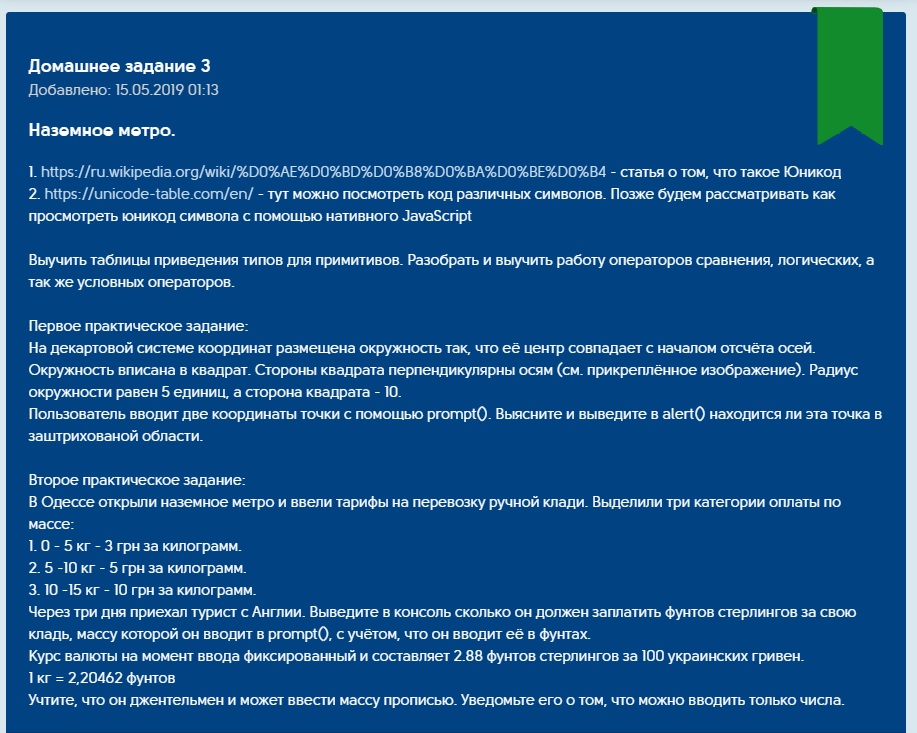 Домашнее задание 3
Добавлено: 15.05.2019 01:13
Наземное метро.
1. https://ru.wikipedia.org/wiki/%D0%AE%D0%BD%D0%B8%D0%BA%D0%BE%D0%B4 - статья о том, что такое Юникод
2. https://unicode-table.com/en/ - тут можно посмотреть код различных символов. Позже будем рассматривать как
просмотреть юникод символа с помощью нативного JavaScript
Выучить таблицы приведения типов для примитивов. Разобрать и выучить работу операторов сравнения, логических, а
так же условных операторов.
Первое практическое задание:
На декартовой системе координат размещена окружность так, что её центр совпадает с началом отсчёта осей.
Окружность вписана в квадрат. Стороны квадрата перпендикулярны осям (см. прикреплённое изображение). Радиус
окружности равен 5 единиц, а сторона квадрата - 10.
Пользователь вводит две координаты точки с помощью prompt(). Выясните и выведите в alert() находится ли эта точка в
заштрихованой области.
Второе практическое задание:
В Одессе открыли наземное метро и ввели тарифы на перевозку ручной клади. Выделили три категории оплаты по
массе:
1. 0 - 5 кг - 3 грн за килограмм.
2. 5 -10 кг - 5 грн за килограмм.
3. 10 -15 кг - 10 грн за килограмм.
Через три дня приехал турист с Англии. Выведите в консоль сколько он должен заплатить фунтов стерлингов за свою
кладь, массу которой он вводит в prompt(), с учётом, что он вводит её в фунтах.
Курс валюты на момент ввода фиксированный и составляет 2.88 фунтов стерлингов за 100 украинских гривен.
1 кг = 2,20462 фунтов
Учтите, что он джентельмен и может ввести массу прописью. Уведомьте его о том, что можно вводить только числа.